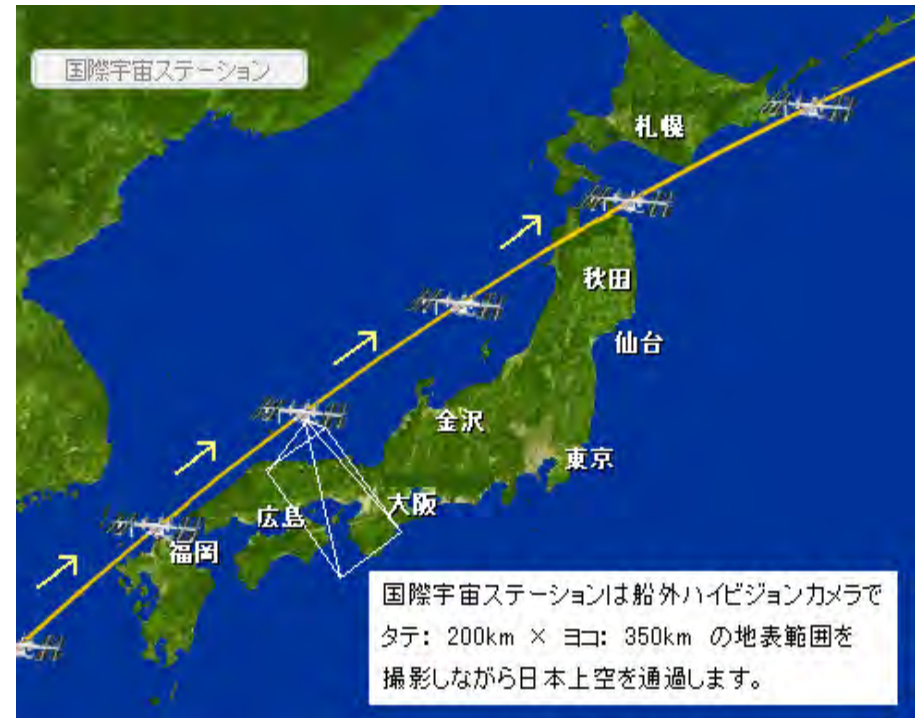 国際宇宙ステーション
札幌
秋田
仙台
金沢
東京
大阪
広島
福岡
国際宇宙ステーションは船外ハイビジョンカメラで
タテ: 200km × ヨコ: 350km の地表範囲を
撮影しながら日本上空を通過します。